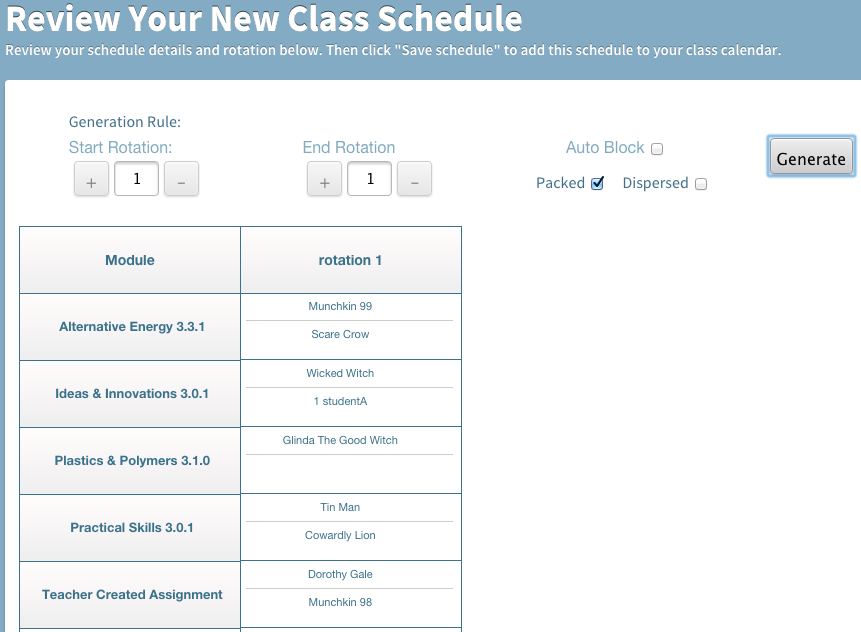 Review Your New Class Schedule
Review your schedule details and rotation below. Then click "Save schedule" to add this schedule to your class calendar.
Generation Rule:
Start Rotation:
+ 1 -
End Rotation
+ 1 -
Auto Block
Packed Dispersed
Generate
Module rotation 1
Alternative Energy 3.3.1
Munchkin 99
Scare Crow
Ideas & Innovations 3.0.1
Wicked Witch
1 studentA
Plastics & Polymers 3.1.0
Glinda The Good Witch
Practical Skills 3.0.1
Tin Man
Cowardly Lion
Teacher Created Assignment
Dorothy Gale
Munchkin 98